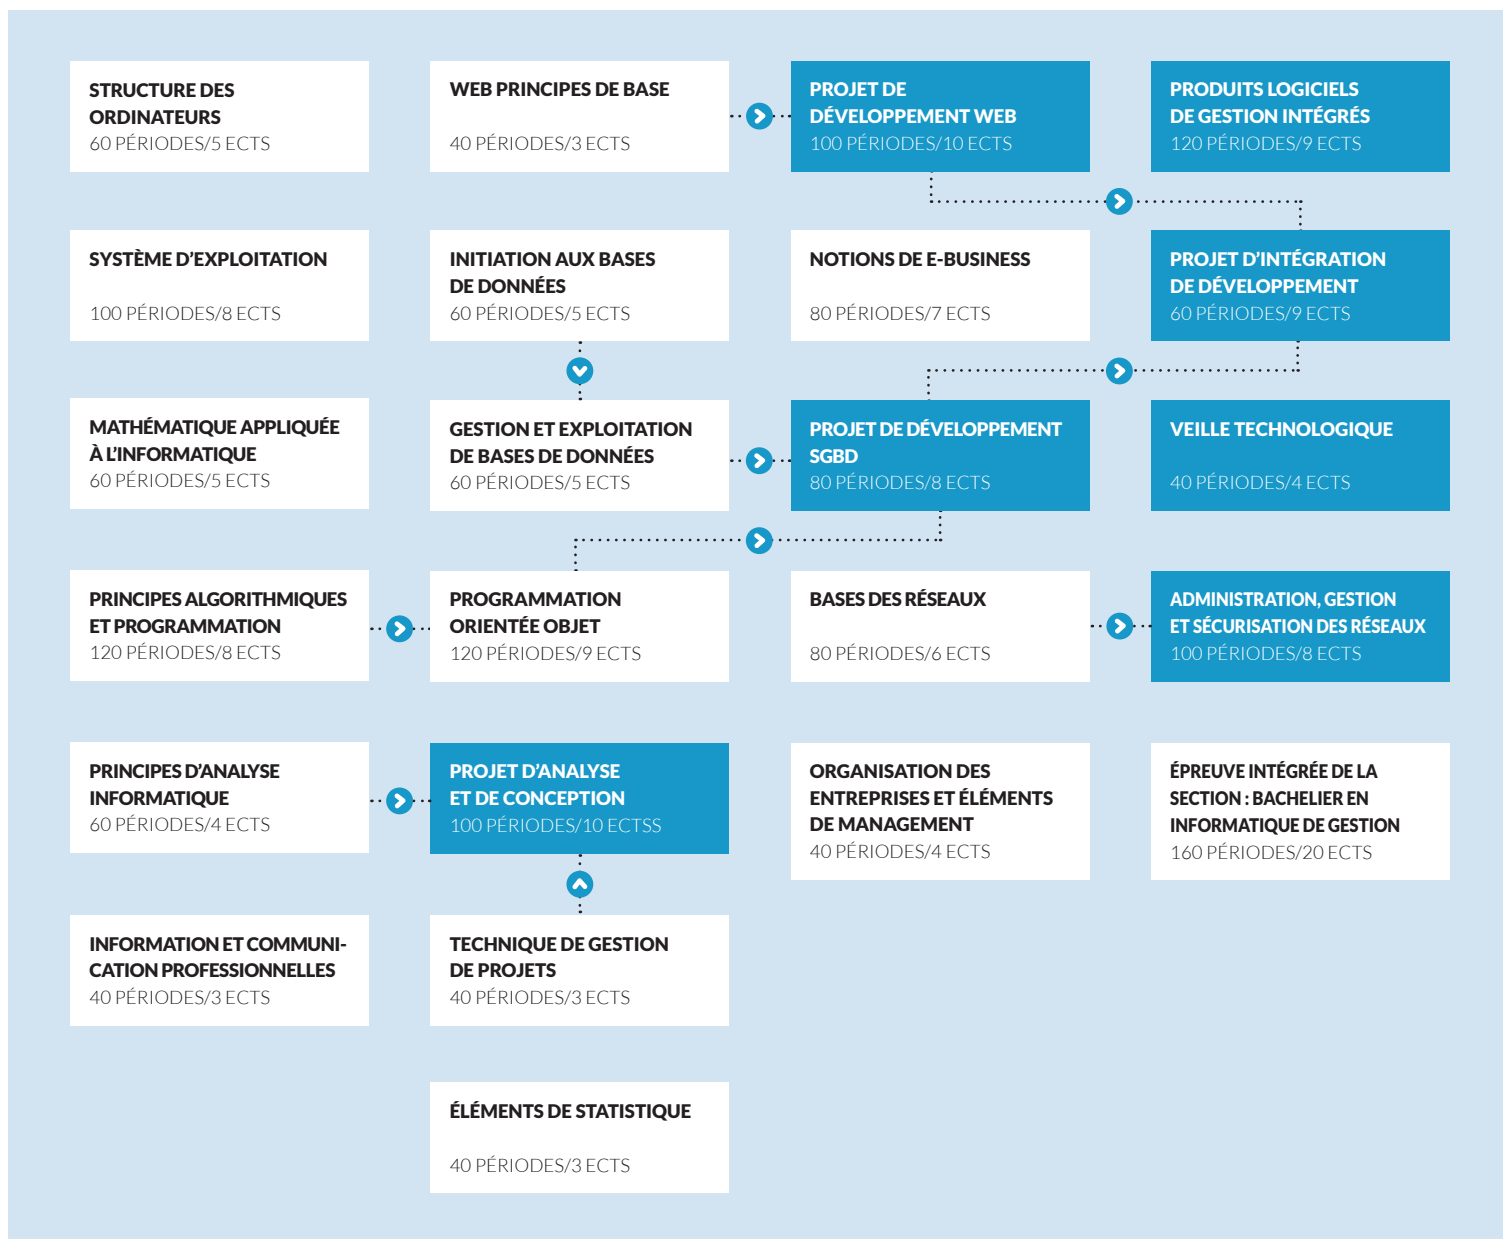 STRUCTURE DES
ORDINATEURS
60 PÉRIODES/5 ECTS
WEB PRINCIPES DE BASE
40 PÉRIODES/3 ECTS
PROJET DE
DÉVELOPPEMENT WEB
100 PÉRIODES/10 ECTS
PRODUITS LOGICIELS
DE GESTION INTÉGRÉS
120 PÉRIODES/9 ECTS
SYSTÈME D'EXPLOITATION
100 PÉRIODES/8 ECTS
INITIATION AUX BASES
DE DONNÉES
60 PÉRIODES/5 ECTS
NOTIONS DE E-BUSINESS
80 PÉRIODES/7 ECTS
PROJET D'INTÉGRATION
DE DÉVELOPPEMENT
60 PÉRIODES/9 ECTS
MATHÉMATIQUE APPLIQUÉE
À L'INFORMATIQUE
60 PÉRIODES/5 ECTS
GESTION ET EXPLOITATION
DE BASES DE DONNÉES
60 PÉRIODES/5 ECTS
PROJET DE DÉVELOPPEMENT
SGBD
80 PÉRIODES/8 ECTS
VEILLE TECHNOLOGIQUE
40 PÉRIODES/4 ECTS
PRINCIPES ALGORITHMIQUES
ET PROGRAMMATION
120 PÉRIODES/8 ECTS
PROGRAMMATION
ORIENTÉE OBJET
120 PÉRIODES/9 ECTS
BASES DES RÉSEAUX
80 PÉRIODES/6 ECTS
ADMINISTRATION, GESTION
ET SÉCURISATION DES RÉSEAUX
100 PÉRIODES/8 ECTS
PRINCIPES D'ANALYSE
INFORMATIQUE
60 PÉRIODES/4 ECTS
PROJET D'ANALYSE
ET DE CONCEPTION
100 PÉRIODES/10 ECTSS
ORGANISATION DES
ENTREPRISES ET ÉLÉMENTS
DE MANAGEMENT
40 PÉRIODES/4 ECTS
ÉPREUVE INTÉGRÉE DE LA
SECTION : BACHELIER EN
INFORMATIQUE DE GESTION
160 PÉRIODES/20 ECTS
INFORMATION ET COMMUNI-
CATION PROFESSIONNELLES
40 PÉRIODES/3 ECTS
TECHNIQUE DE GESTION
DE PROJETS
40 PÉRIODES/3 ECTS
ÉLÉMENTS DE STATISTIQUE
40 PÉRIODES/3 ECTS